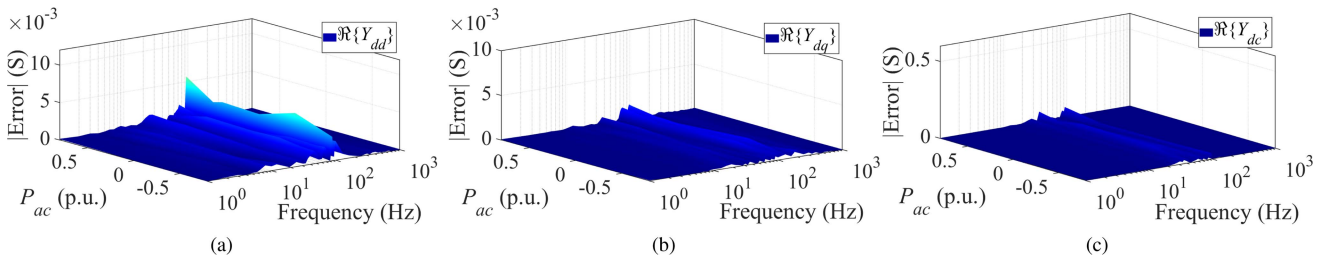 ×10⁻³
ℜ{Y_dd}
|Error| (S)
10
5
0
0.5
0
-0.5
P_ac (p.u.)
10⁰
10¹
10²
10³
Frequency (Hz)
(a)
×10⁻³
ℜ{Y_dq}
|Error| (S)
10
5
0
0.5
0
-0.5
P_ac (p.u.)
10⁰
10¹
10²
10³
Frequency (Hz)
(b)
ℜ{Y_dc}
|Error| (S)
0.5
0
0.5
0
-0.5
P_ac (p.u.)
10⁰
10¹
10²
10³
Frequency (Hz)
(c)